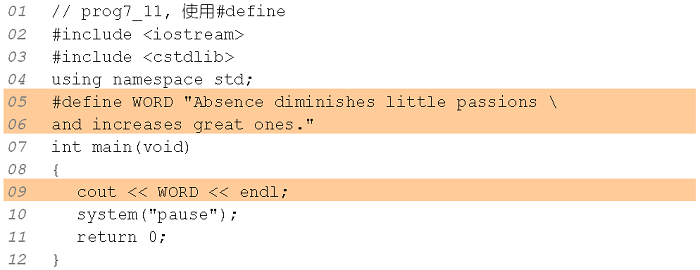 01 // prog7_11, 使用#define
02 #include <iostream>
03 #include <cstdlib>
04 using namespace std;
05 #define WORD "Absence diminishes little passions \
06 and increases great ones."
07 int main(void)
08 {
09 cout << WORD << endl;
10 system("pause");
11 return 0;
12 }